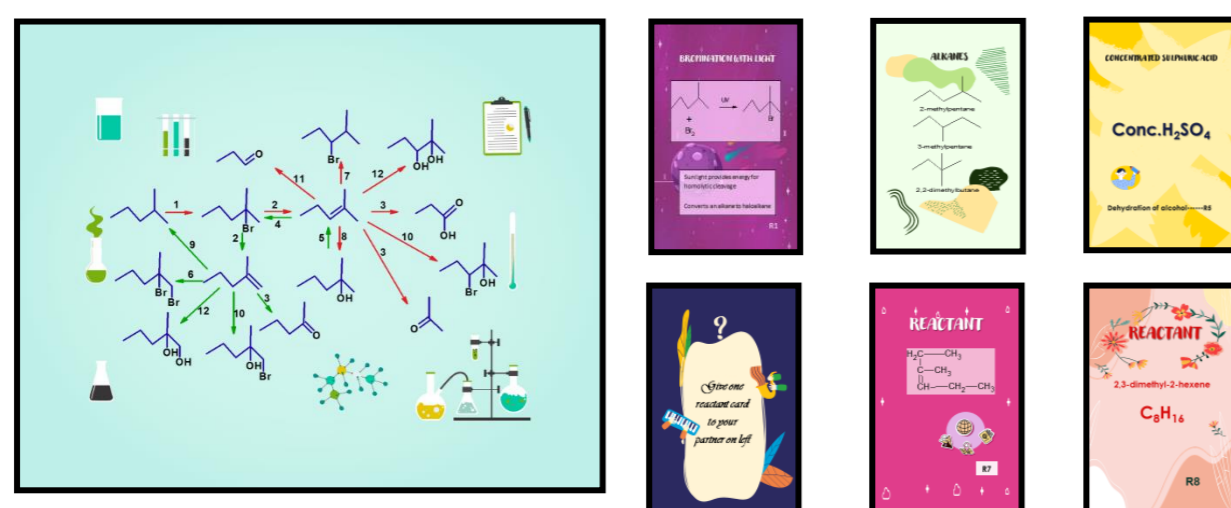 O
11
Br
7
12
OH
OH
1
Br
2
4
3
O
OH
9
2
5
8
10
3
Br
Br
6
3
OH
Br
OH
12
10
O
O
OH
OH
OH
Br
BROMINATION WITH LIGHT
UV
+
Br₂
Br
Sunlight provides energy for
homolytic cleavage
Converts an alkane to haloalkane
R1
ALKANES
2-methylpentane
3-methylpentane
2,2-dimethylbutane
CONCENTRATED SULPHURIC ACID
Conc.H₂SO₄
Dehydration of alcohol-----R5
?
Give one
reactant card
to your
partner on left
REACTANT
H₂C—CH₃
C—CH₃
CH—CH₂—CH₃
R7
REACTANT
2,3-dimethyl-2-hexene
C₈H₁₆
R8